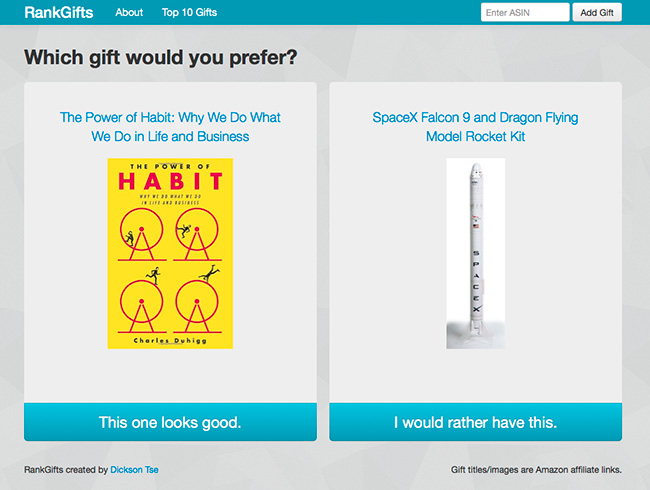 RankGifts About Top 10 Gifts Enter ASIN Add Gift
Which gift would you prefer?
The Power of Habit: Why We Do What
We Do in Life and Business
THE POWER OF
HABIT
WHY WE DO WHAT WE DO
IN LIFE AND BUSINESS
Charles Duhigg
This one looks good.
SpaceX Falcon 9 and Dragon Flying
Model Rocket Kit
SPACEX
I would rather have this.
RankGifts created by Dickson Tse
Gift titles/images are Amazon affiliate links.